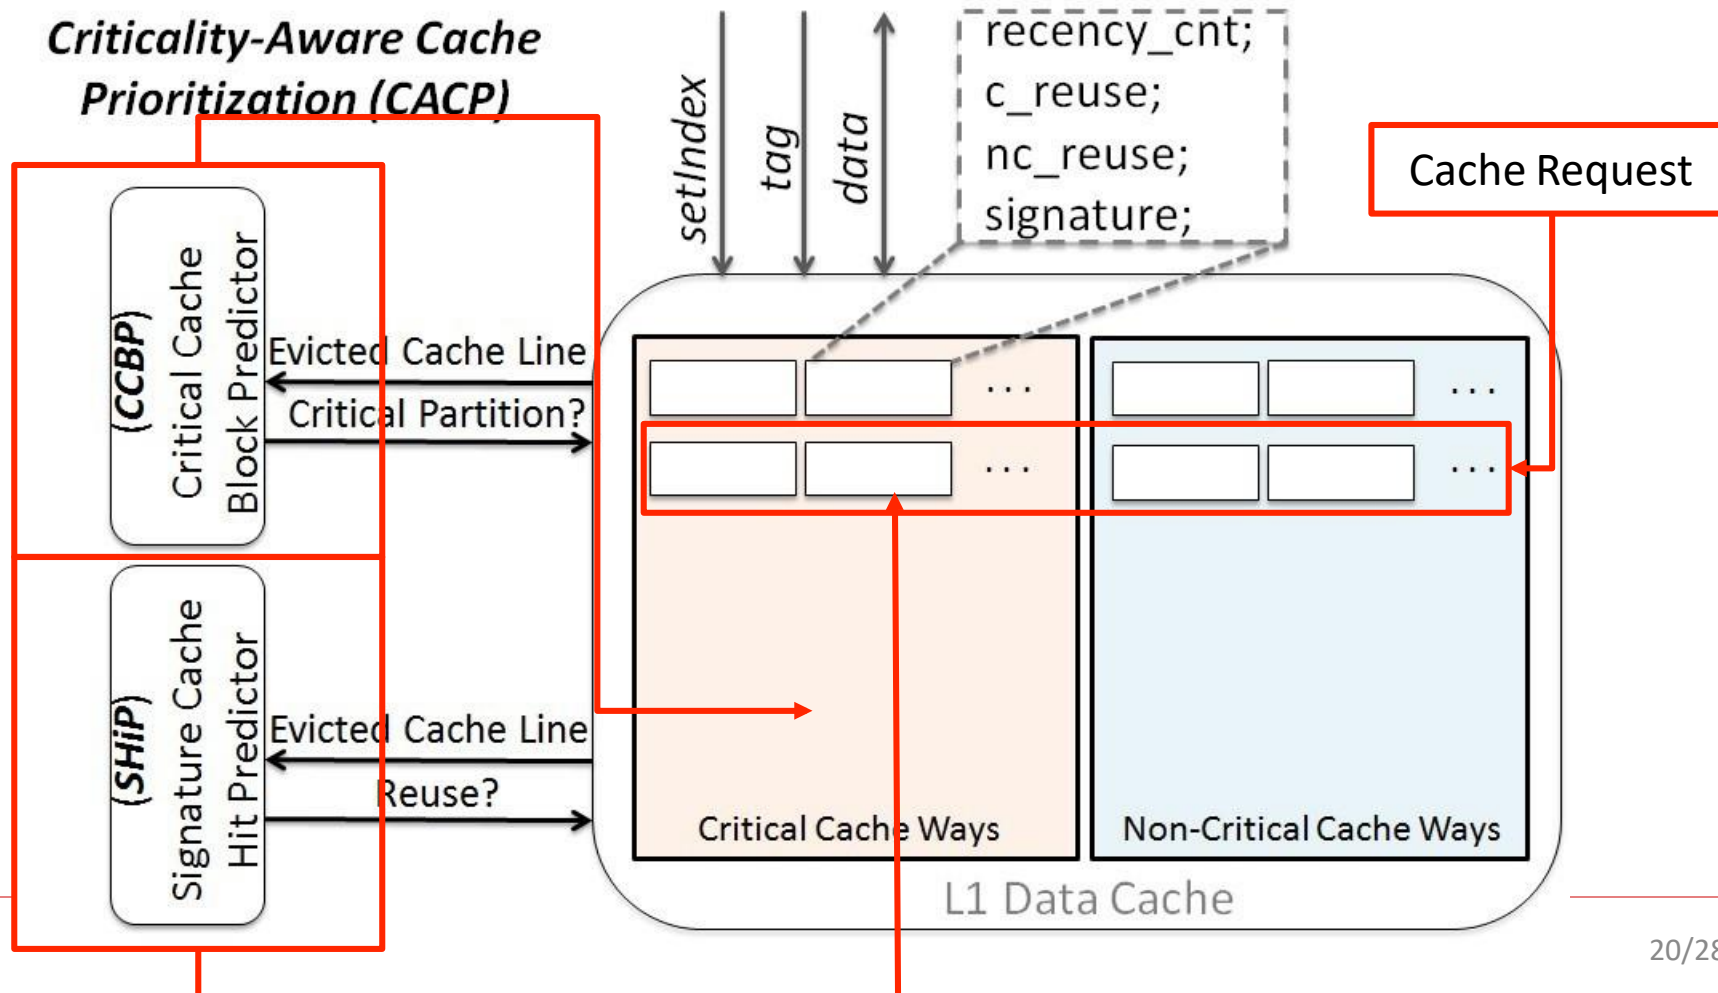 Criticality-Aware Cache
Prioritization (CACP)
setIndex
tag
data
recency_cnt;
c_reuse;
nc_reuse;
signature;
Cache Request
(CCBP)
Critical Cache
Block Predictor
Evicted Cache Line
Critical Partition?
(SHiP)
Signature Cache
Hit Predictor
Evicted Cache Line
Reuse?
...
...
...
...
Critical Cache Ways
Non-Critical Cache Ways
L1 Data Cache
20/28